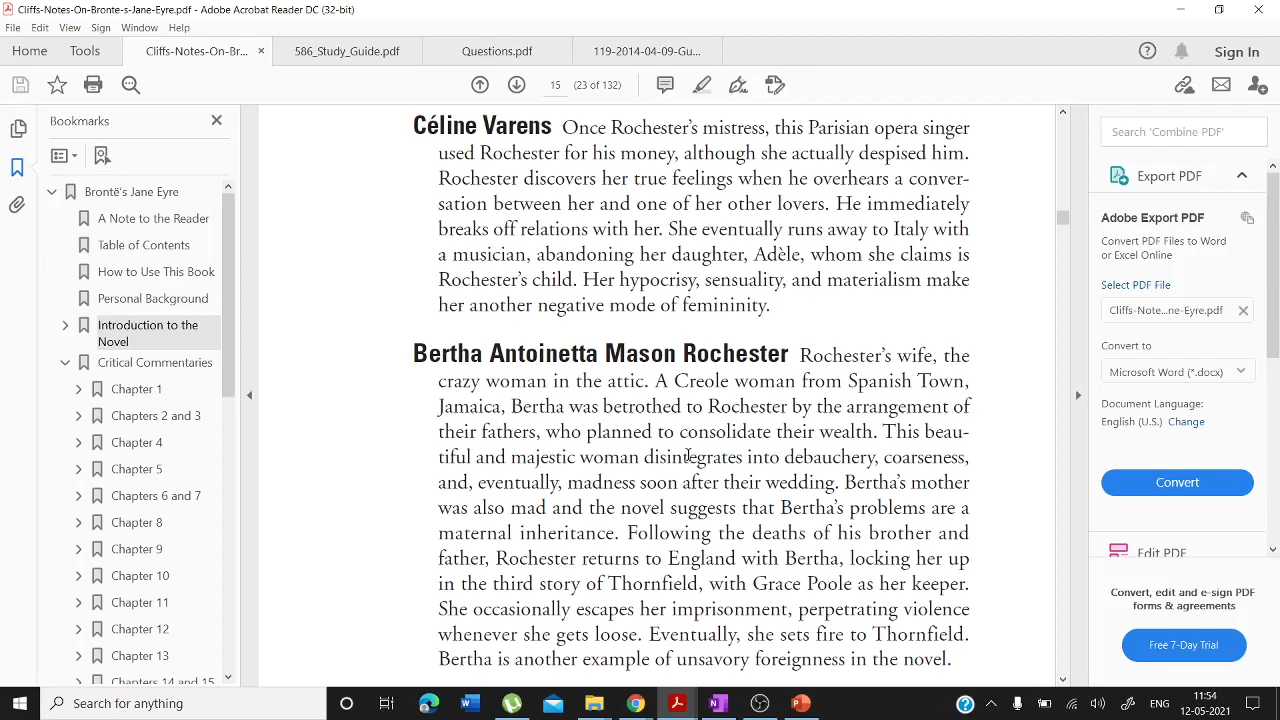 Cliffs-Notes-On-Bronte-s-Jane-Eyre.pdf - Adobe Acrobat Reader DC (32-bit)
File Edit View Sign Window Help
Home Tools Cliffs-Notes-On-Br... × 586_Study_Guide.pdf Questions.pdf 119-2014-04-09-Gu... Sign In
15 (23 of 132)
Bookmarks
Brontë's Jane Eyre
A Note to the Reader
Table of Contents
How to Use This Book
Personal Background
Introduction to the
Novel
Critical Commentaries
Chapter 1
Chapters 2 and 3
Chapter 4
Chapter 5
Chapters 6 and 7
Chapter 8
Chapter 9
Chapter 10
Chapter 11
Chapter 12
Chapter 13
Chapters 14 and 15
Céline Varens Once Rochester's mistress, this Parisian opera singer
used Rochester for his money, although she actually despised him.
Rochester discovers her true feelings when he overhears a conver-
sation between her and one of her other lovers. He immediately
breaks off relations with her. She eventually runs away to Italy with
a musician, abandoning her daughter, Adèle, whom she claims is
Rochester's child. Her hypocrisy, sensuality, and materialism make
her another negative mode of femininity.
Bertha Antoinetta Mason Rochester Rochester's wife, the
crazy woman in the attic. A Creole woman from Spanish Town,
Jamaica, Bertha was betrothed to Rochester by the arrangement of
their fathers, who planned to consolidate their wealth. This beau-
tiful and majestic woman disintegrates into debauchery, coarseness,
and, eventually, madness soon after their wedding. Bertha's mother
was also mad and the novel suggests that Bertha's problems are a
maternal inheritance. Following the deaths of his brother and
father, Rochester returns to England with Bertha, locking her up
in the third story of Thornfield, with Grace Poole as her keeper.
She occasionally escapes her imprisonment, perpetrating violence
whenever she gets loose. Eventually, she sets fire to Thornfield.
Bertha is another example of unsavory foreignness in the novel.
Search 'Combine PDF'
Export PDF
Adobe Export PDF
Convert PDF Files to Word
or Excel Online
Select PDF File
Cliffs-Note...ne-Eyre.pdf
Convert to
Microsoft Word (*.docx)
Document Language:
English (U.S.) Change
Convert
Edit PDF
Convert, edit and e-sign PDF
forms & agreements
Free 7-Day Trial
Search for anything
ENG
11:54
12-05-2021